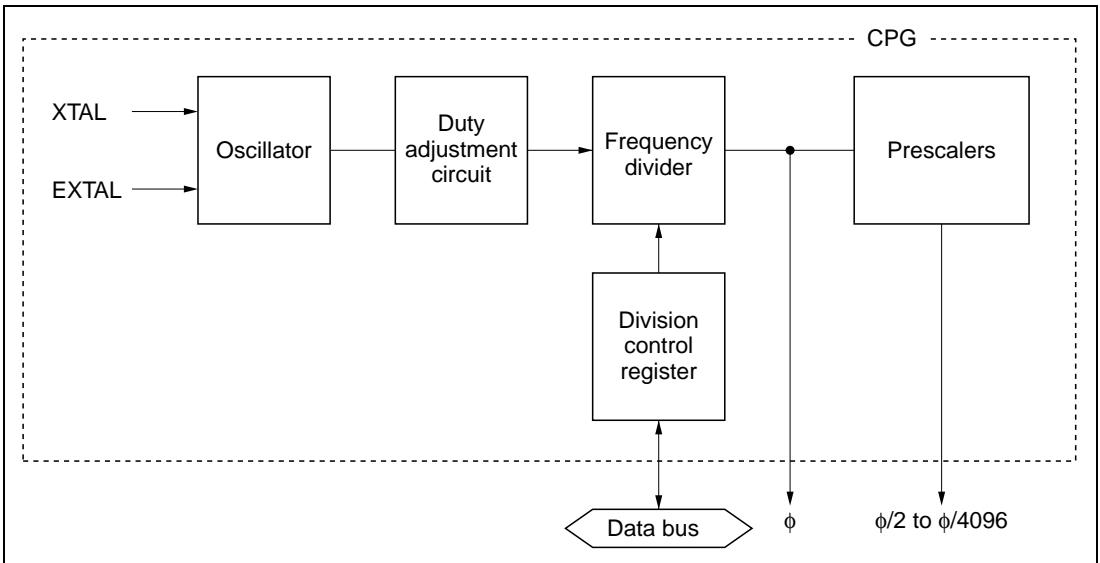 CPG
XTAL
EXTAL
Oscillator
Duty
adjustment
circuit
Frequency
divider
Prescalers
Division
control
register
Data bus
ϕ
ϕ/2 to ϕ/4096